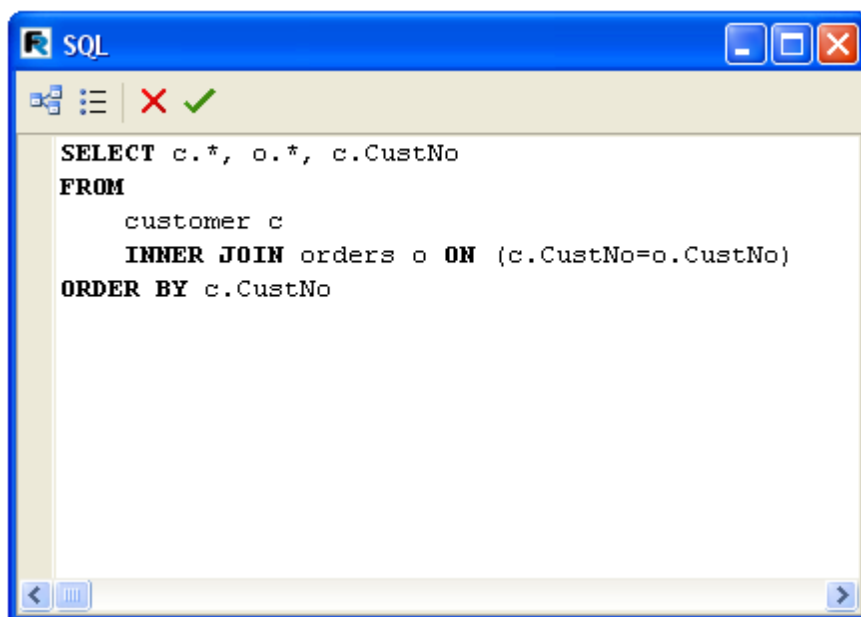 SQL
SELECT c.*, o.*, c.CustNo
FROM
    customer c
    INNER JOIN orders o ON (c.CustNo=o.CustNo)
ORDER BY c.CustNo